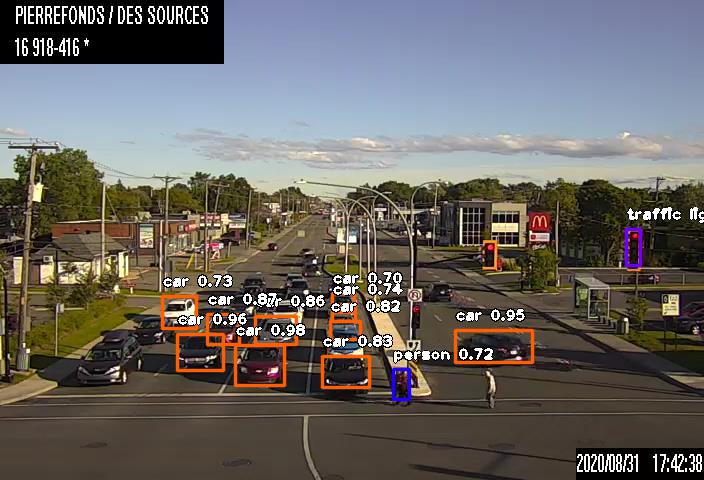 PIERREFONDS / DES SOURCES
16 918-416 *
traffic lig
car 0.70
car 0.73
car 0.74
car 0.86
car 0.87
car 0.82
car 0.95
car 0.96
car 0.98
car 0.83
person 0.72
2020/08/31 17:42:38